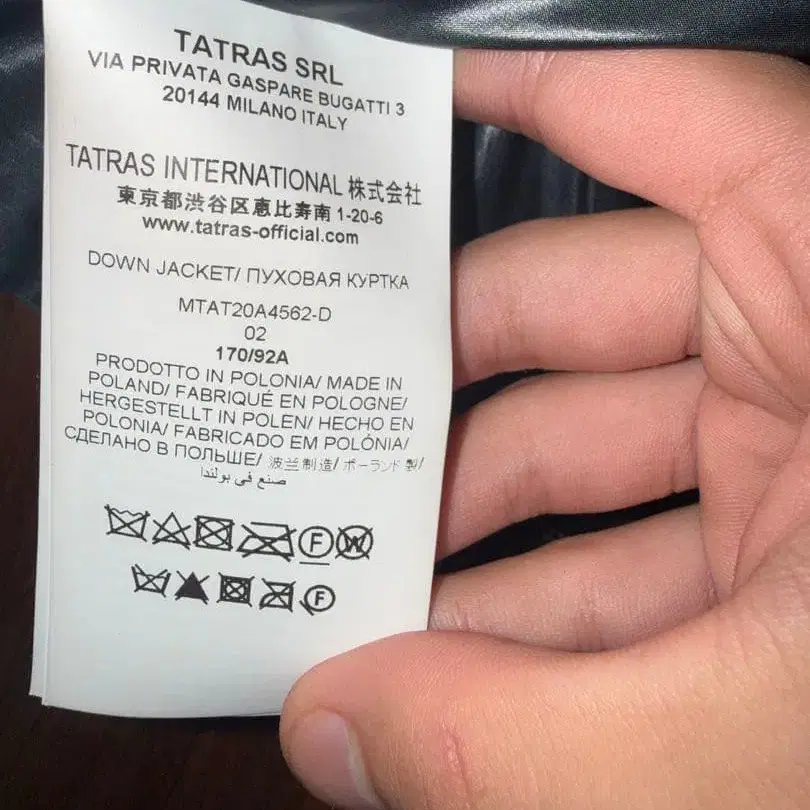 TATRAS SRL
VIA PRIVATA GASPARE BUGATTI 3
20144 MILANO ITALY
TATRAS INTERNATIONAL 株式会社
東京都渋谷区恵比寿南 1-20-6
www.tatras-official.com
DOWN JACKET/ ПУХОВАЯ КУРТКА
MTAT20A4562-D
02
170/92A
PRODOTTO IN POLONIA/ MADE IN
POLAND/ FABRIQUÉ EN POLOGNE/
HERGESTELLT IN POLEN/ HECHO EN
POLONIA/ FABRICADO EM POLÓNIA/
СДЕЛАНО В ПОЛЬШЕ/ 波兰制造/ ポーランド 製/
صنع في بولندا
F W
F